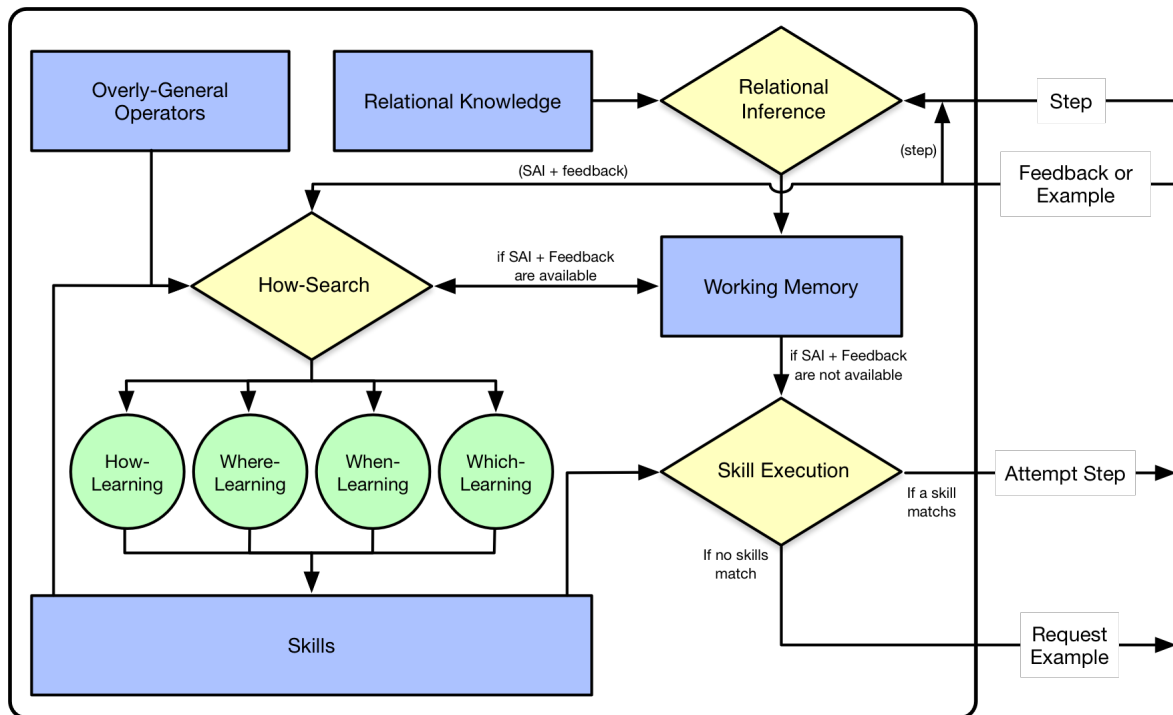 Overly-General
Operators
Relational Knowledge
Relational
Inference
Step
(step)
(SAI + feedback)
Feedback or
Example
How-Search
if SAI + Feedback
are available
Working Memory
if SAI + Feedback
are not available
How-
Learning
Where-
Learning
When-
Learning
Which-
Learning
Skill Execution
Attempt Step
If a skill
matchs
If no skills
match
Skills
Request
Example